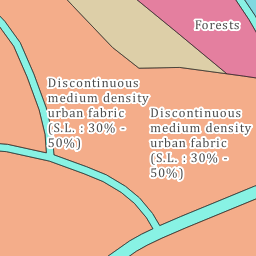 Forests
Discontinuous
medium density
urban fabric
(S.L. : 30% -
50%)
Discontinuous
medium density
urban fabric
(S.L. : 30% -
50%)